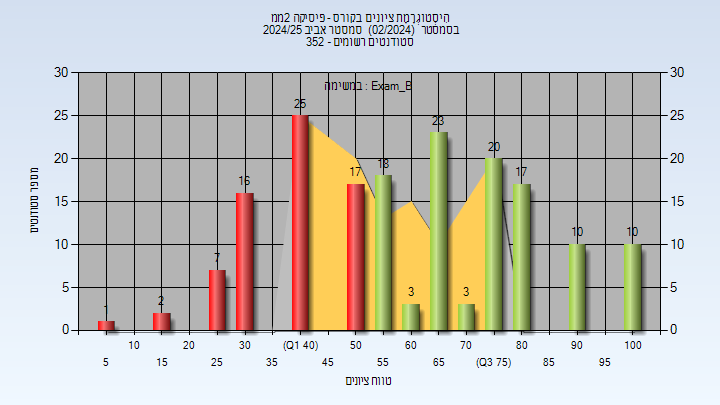 היסטוגרמת ציונים בקורס - פיסיקה 2ממ
בסמסטר (02/2024) סמסטר אביב 2024/25
סטודנטים רשומים - 352
במשימה : Exam_B
30 30
25 25
20 20
15 15
10 10
5 5
0 0
1 2 7 16 25 17 18 3 23 3 20 17 10 10
מספר סטודנטים
10 20 30 (Q1 40) 50 60 70 80 90 100
5 15 25 35 45 55 65 (Q3 75) 85 95
טווח ציונים